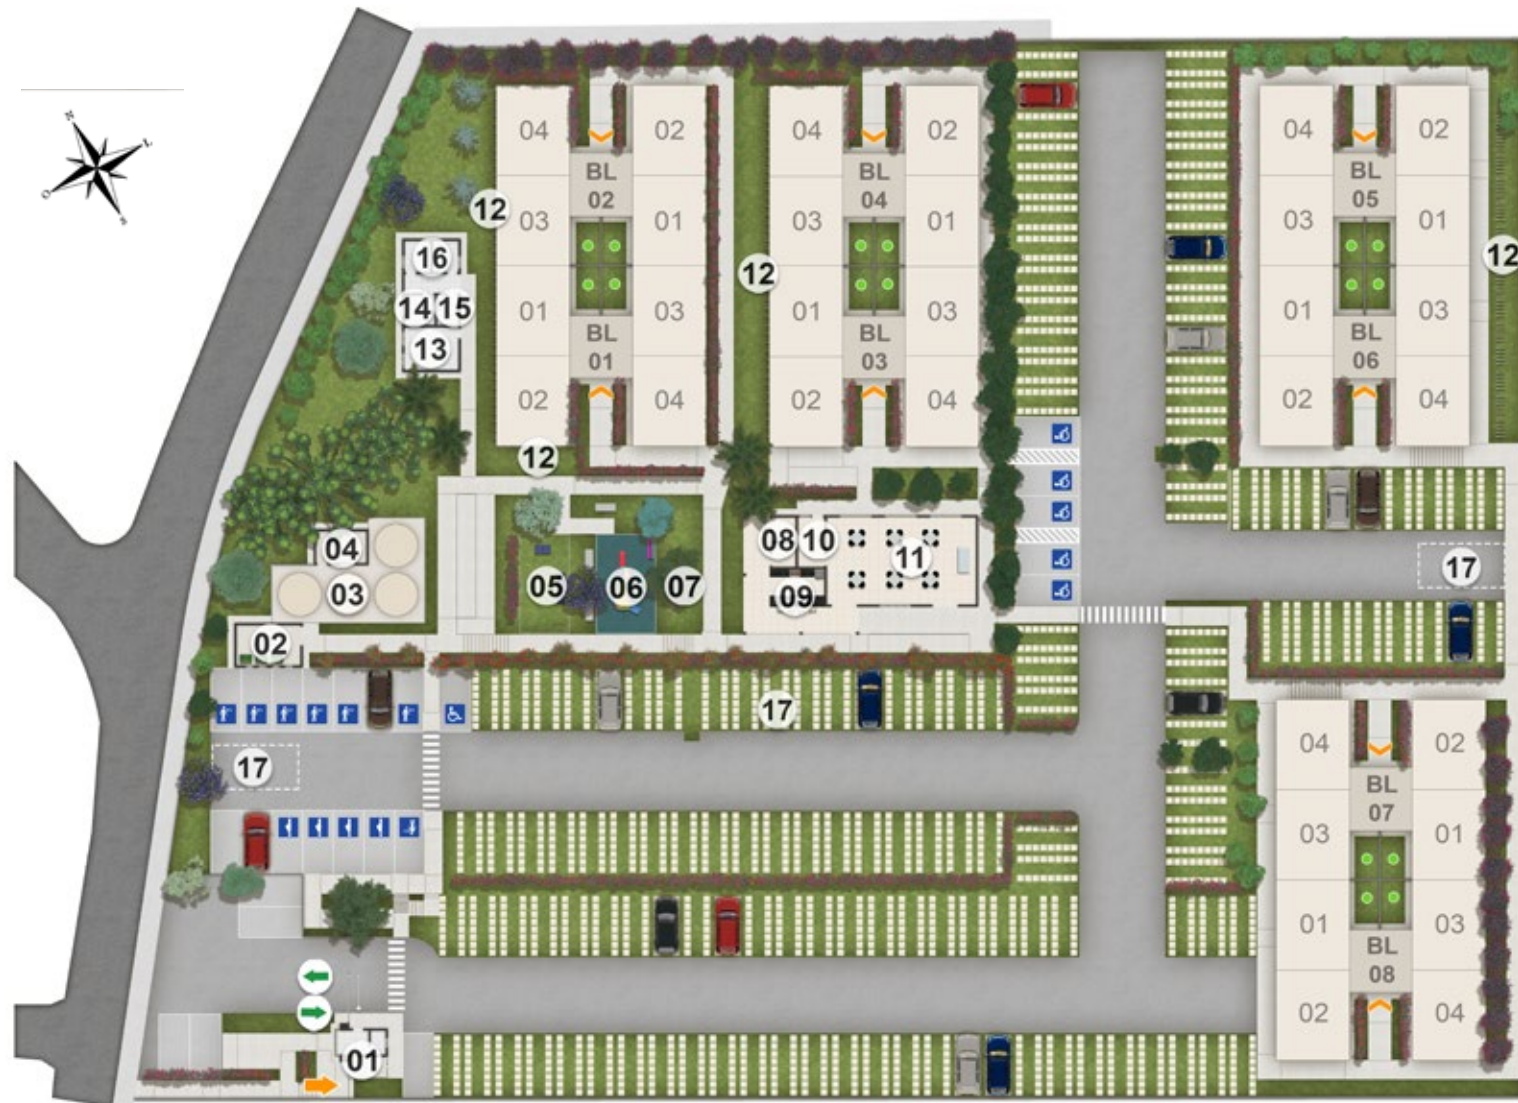 N
L
O
04 02 04 02 04 02
BL BL BL
02 04 05
12 03 01 03 01 03 01
16 12 12
14 15 01 03 01 03 01 03
BL BL BL
13 01 03 06
02 04 02 04 02 04
12
04 08 10 11
03 05 06 07 09 17
02
17
17
04 02
BL
07
03 01
01 03
BL
08
01 02 04